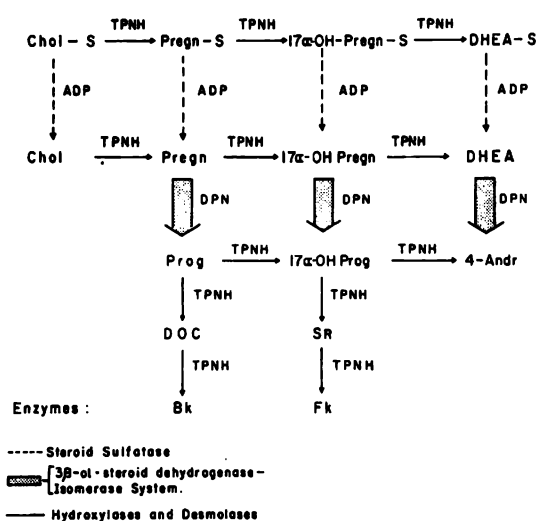 TPNH TPNH TPNH
Chol-S Pregn-S 17α-OH-Pregn-S DHEA-S
ADP ADP ADP ADP
TPNH TPNH TPNH
Chol Pregn 17α-OH Pregn DHEA
DPN DPN DPN
TPNH TPNH
Prog 17α-OH Prog 4-Andr
TPNH TPNH
DOC SR
TPNH TPNH
Enzymes : Bk Fk
Steroid Sulfatase
3β-ol-steroid dehydrogenase-
Isomerase System.
Hydroxylases and Desmolases